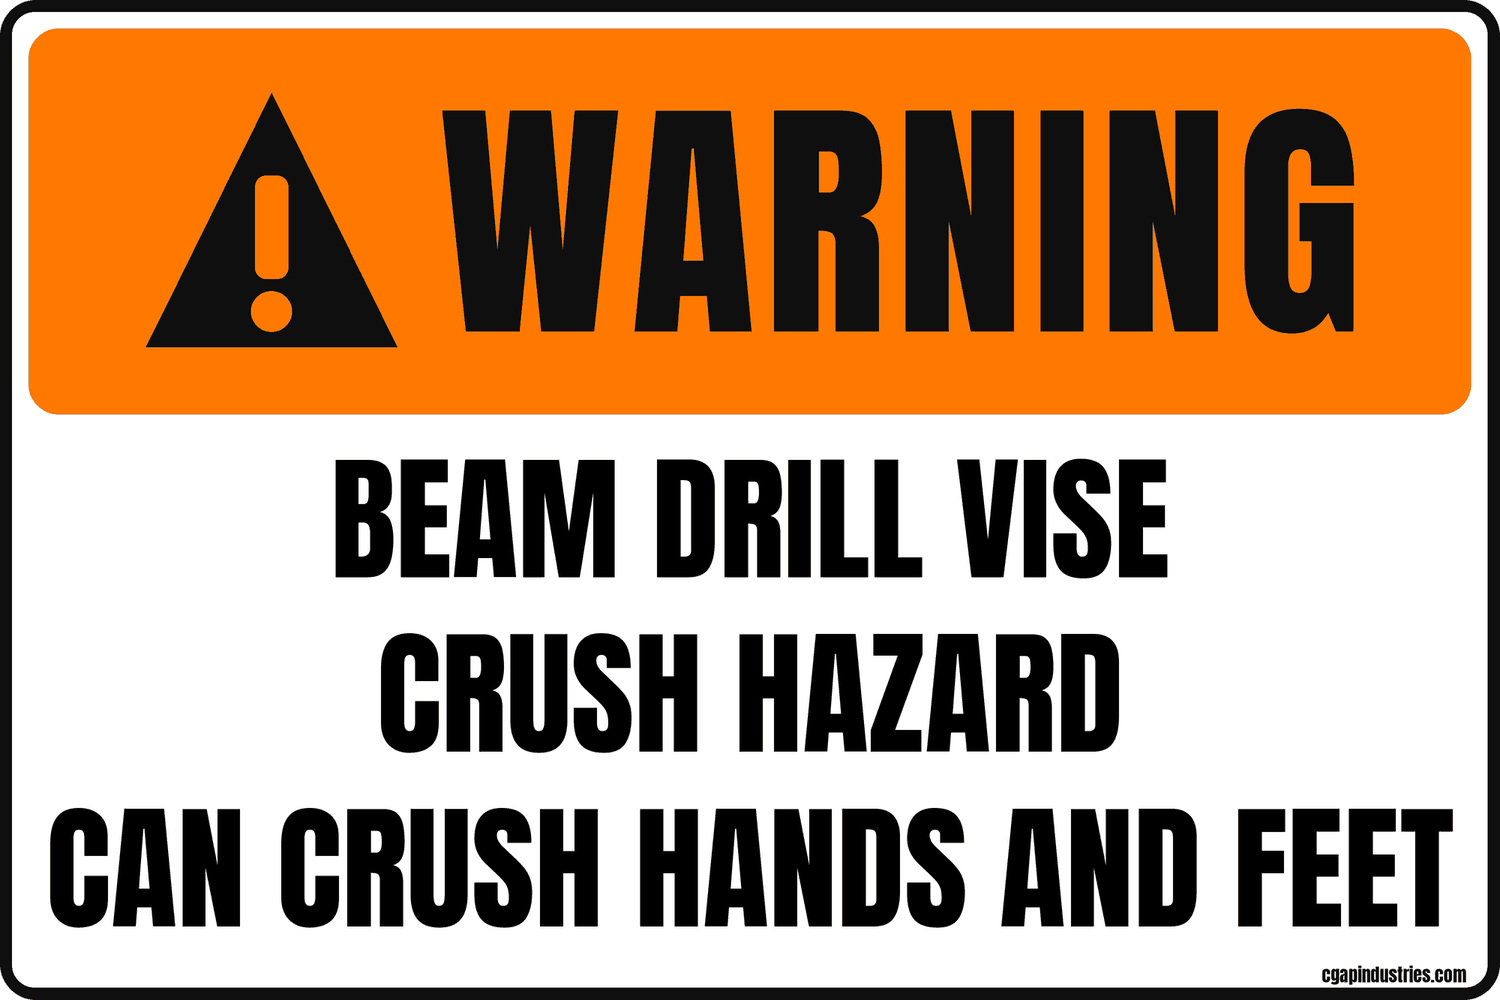 WARNING
BEAM DRILL VISE
CRUSH HAZARD
CAN CRUSH HANDS AND FEET
cgapindustries.com